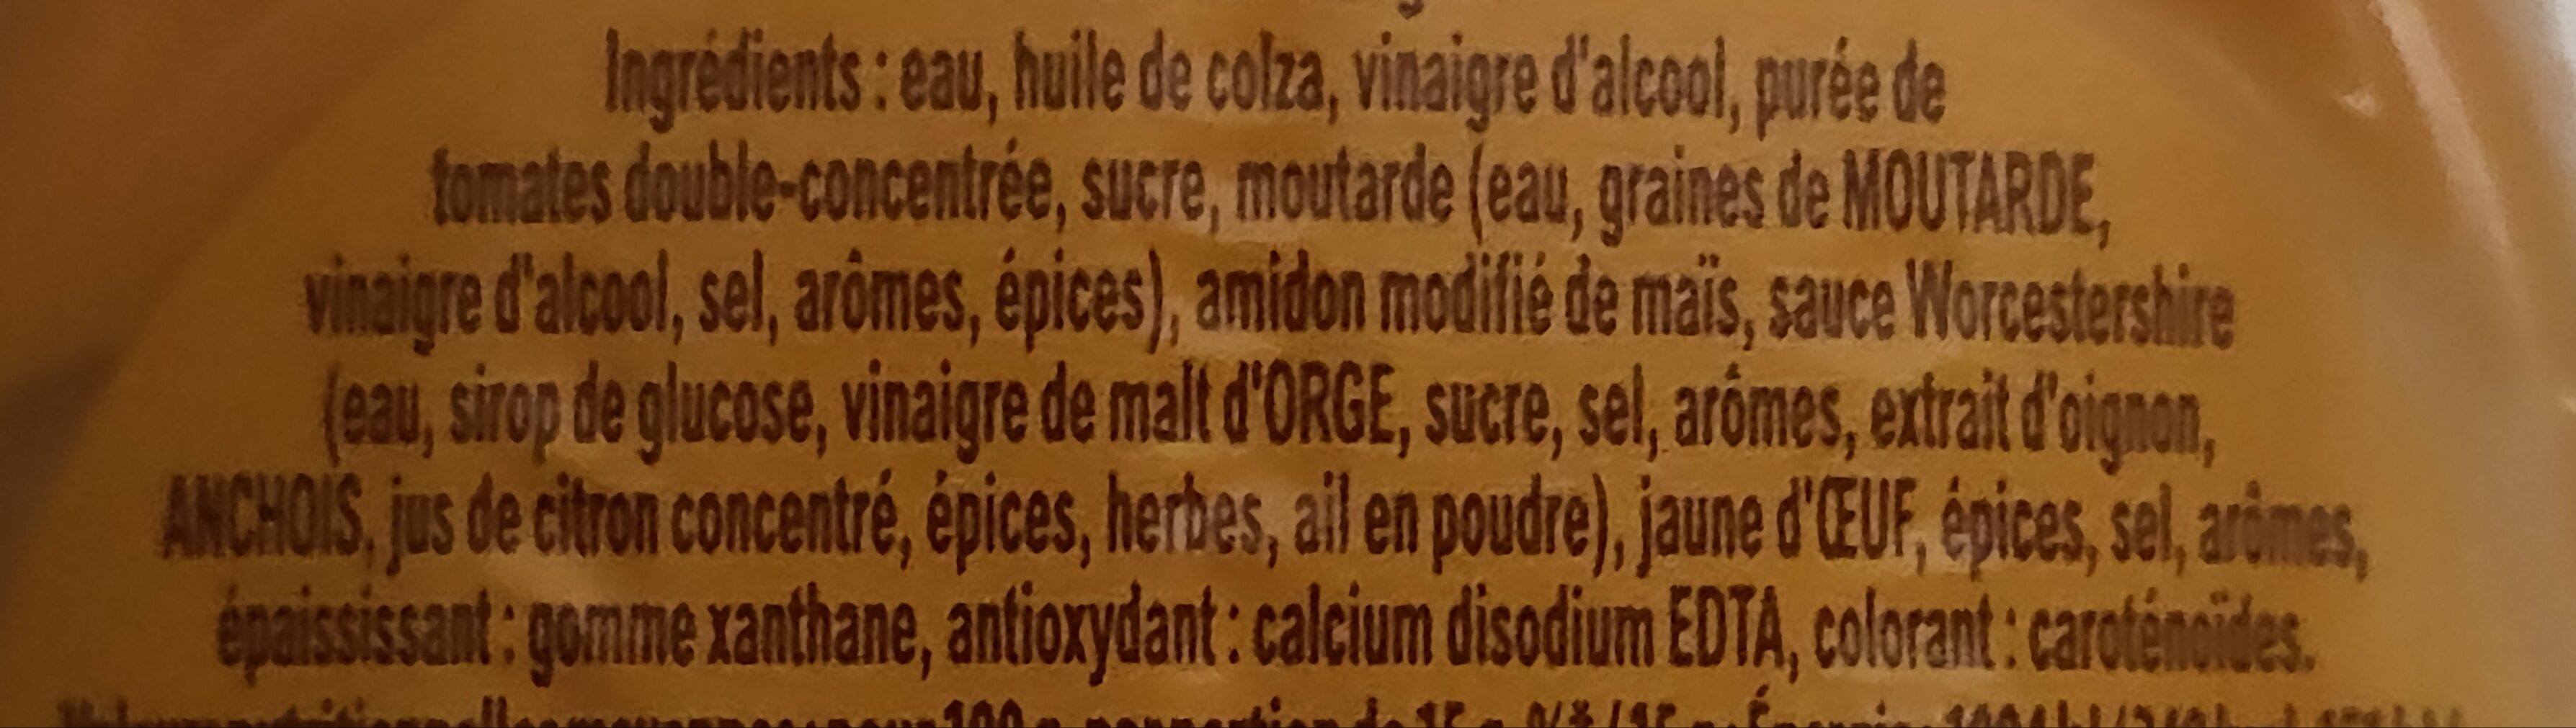 Ingrédients : eau, huile de colza, vinaigre d'alcool, purée de
tomates double-concentrée, sucre, moutarde (eau, graines de MOUTARDE,
vinaigre d'alcool, sel, arômes, épices), amidon modifié de maïs, sauce Worcestershire
(eau, sirop de glucose, vinaigre de malt d'ORGE, sucre, sel, arômes, extrait d'oignon,
ANCHOIS, jus de citron concentré, épices, herbes, ail en poudre), jaune d'ŒUF, épices, sel, arômes,
épaississant : gomme xanthane, antioxydant : calcium disodium EDTA, colorant : caroténoïdes.